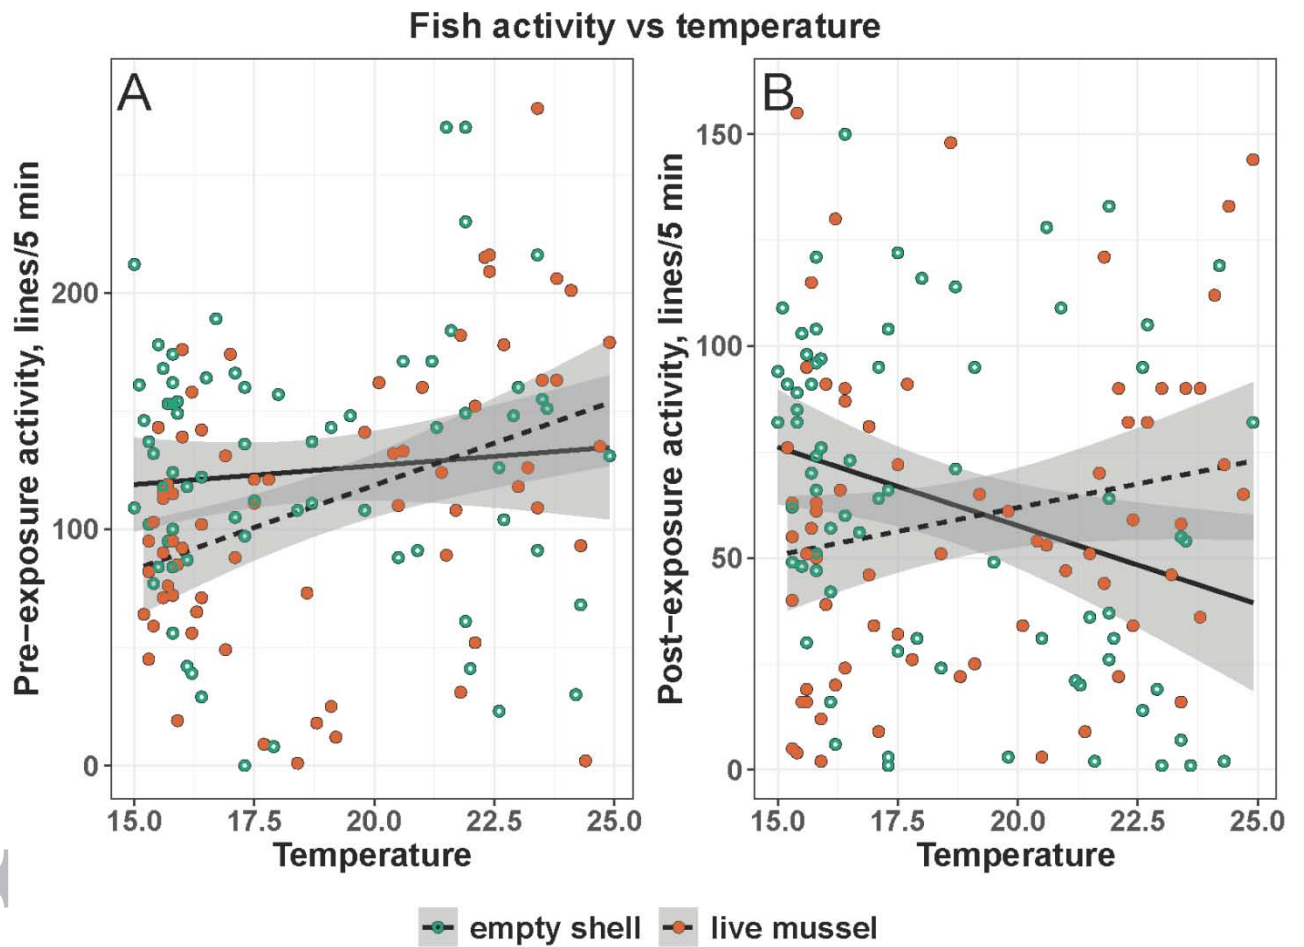 Fish activity vs temperature
A
Pre-exposure activity, lines/5 min
200
100
0
15.0 17.5 20.0 22.5 25.0
Temperature
B
Post-exposure activity, lines/5 min
150
100
50
0
15.0 17.5 20.0 22.5 25.0
Temperature
empty shell live mussel